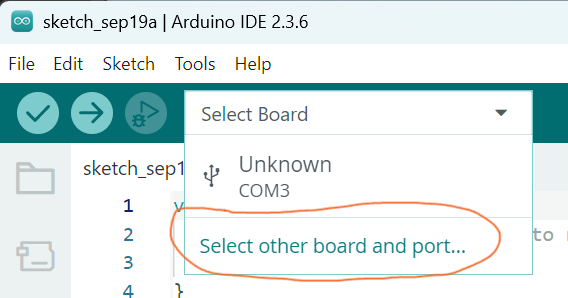 sketch_sep19a | Arduino IDE 2.3.6
File Edit Sketch Tools Help
Select Board
Unknown
COM3
sketch_sep1
1 v
2
Select other board and port...
3
4 }